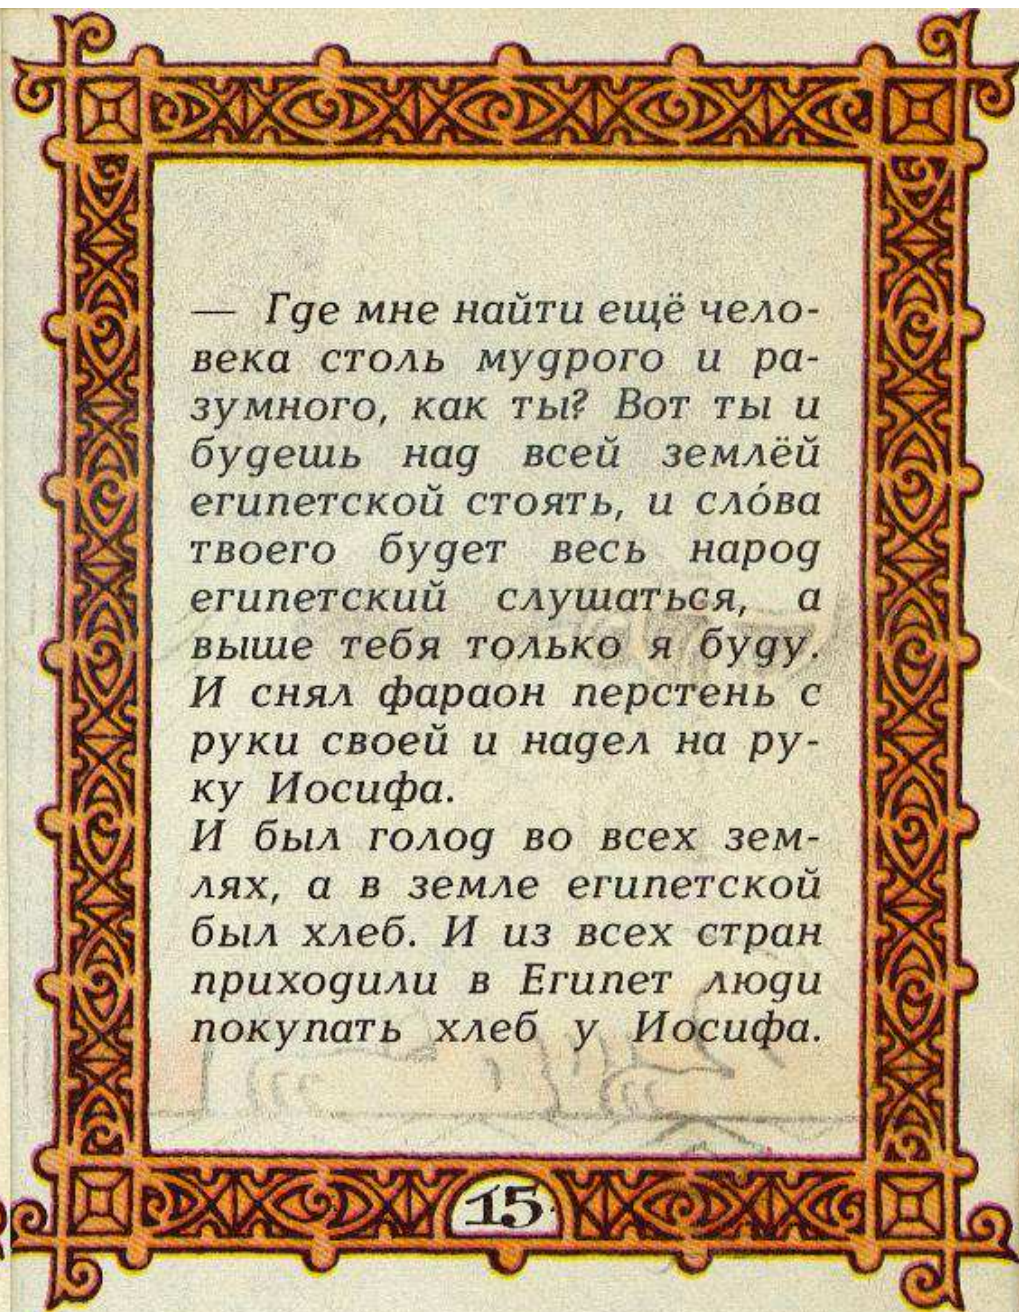 — Где мне найти ещё чело-
века столь мудрого и ра-
зумного, как ты? Вот ты и
будешь над всей землёй
египетской стоять, и сло́ва
твоего будет весь народ
египетский слушаться, а
выше тебя только я буду.
И снял фараон перстень с
руки своей и надел на ру-
ку Иосифа.
И был голод во всех зем-
лях, а в земле египетской
был хлеб. И из всех стран
приходили в Египет люди
покупать хлеб у Иосифа.
15